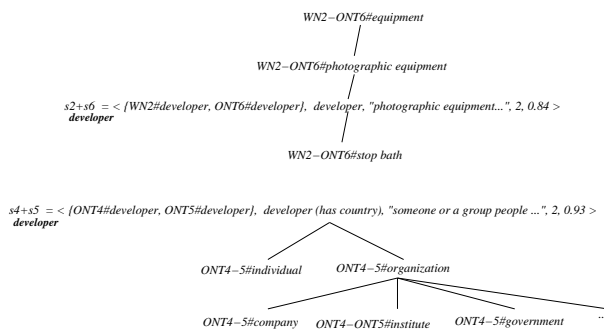 WN2−ONT6#equipment
WN2−ONT6#photographic equipment
s2+s6 = < {WN2#developer, ONT6#developer}, developer, "photographic equipment...", 2, 0.84 >
developer
WN2−ONT6#stop bath
s4+s5 = < {ONT4#developer, ONT5#developer}, developer (has country), "someone or a group people ...", 2, 0.93 >
developer
ONT4−5#individual ONT4−5#organization
ONT4−5#company ONT4−ONT5#institute ONT4−5#government ...